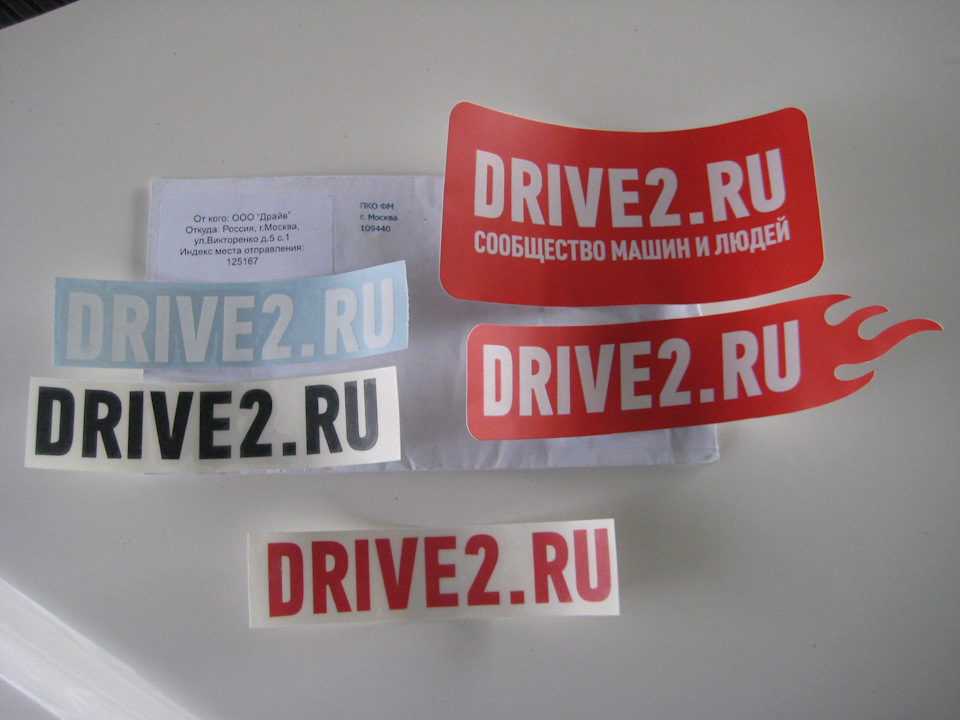 DRIVE2.RU
СООБЩЕСТВО МАШИН И ЛЮДЕЙ
От кого: ООО "Драйв"
Откуда: Россия, г.Москва,
ул.Викторенко д.5 с.1
Индекс места отправления:
125167
ПКО ФМ
г. Москва
109440
DRIVE2.RU
DRIVE2.RU
DRIVE2.RU
DRIVE2.RU